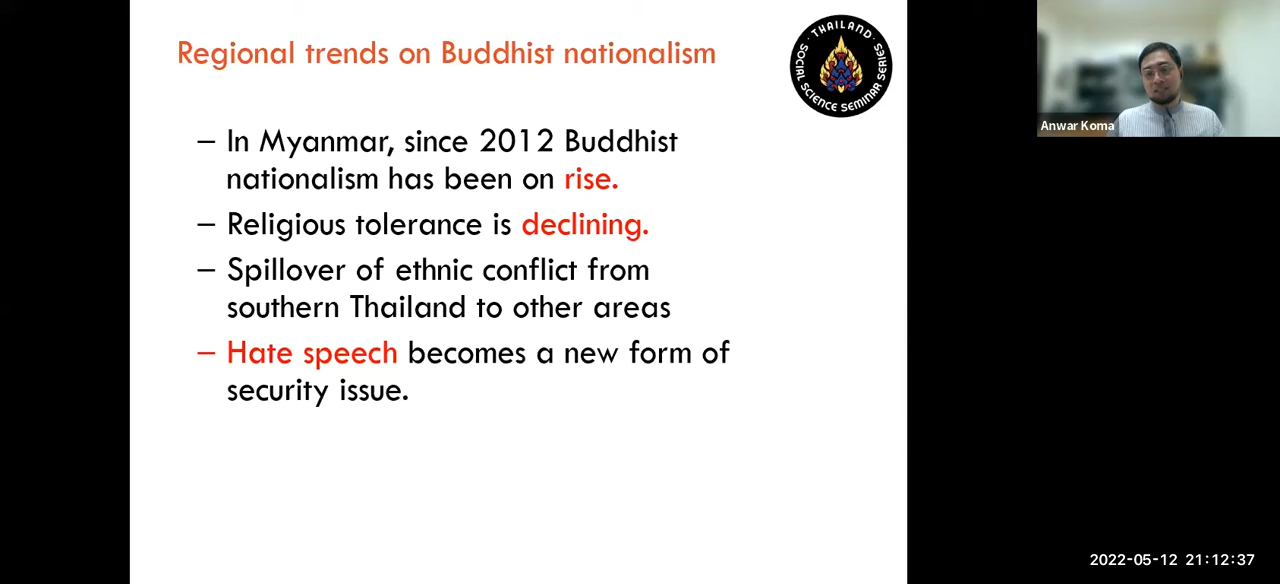 Regional trends on Buddhist nationalism
THAILAND
SOCIAL SCIENCE SEMINAR SERIES
Anwar Koma
– In Myanmar, since 2012 Buddhist
nationalism has been on rise.
– Religious tolerance is declining.
– Spillover of ethnic conflict from
southern Thailand to other areas
– Hate speech becomes a new form of
security issue.
2022-05-12 21:12:37